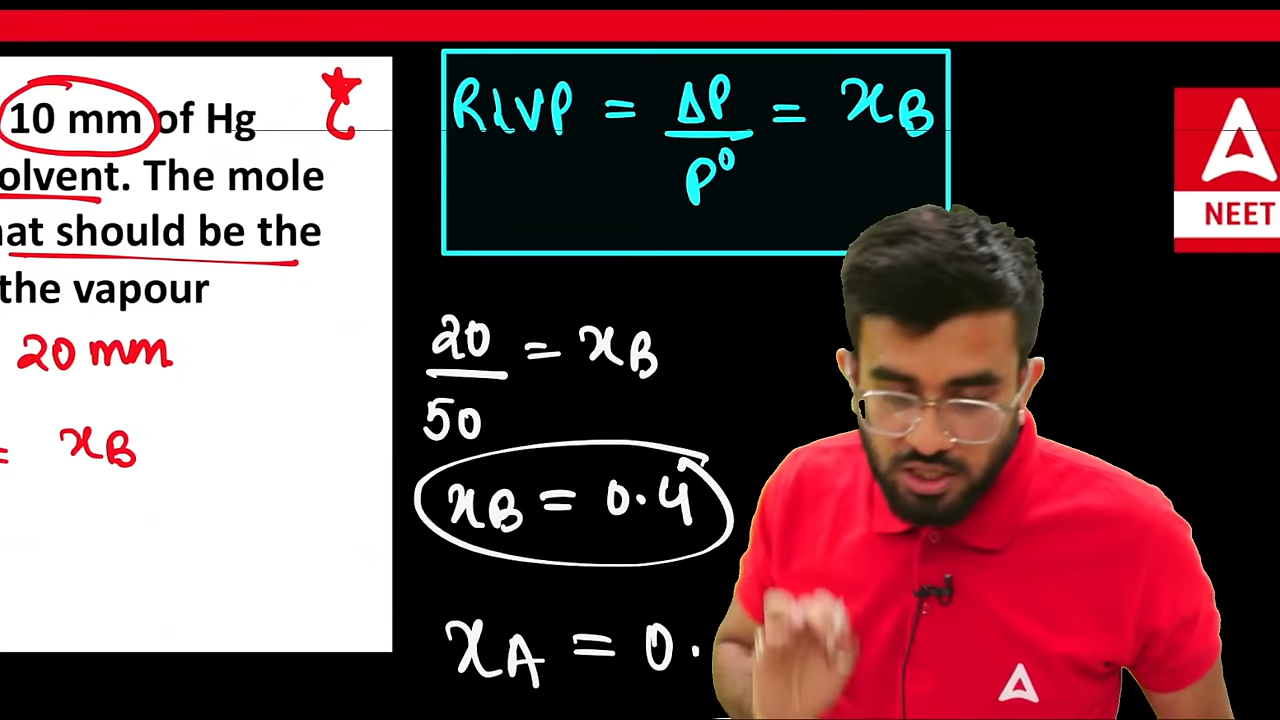 10 mm of Hg
olvent. The mole
at should be the
the vapour
20 mm
= xB
RLVP = ΔP/P⁰ = xB
20/50 = xB
xB = 0.4
xA = 0.
A
NEET